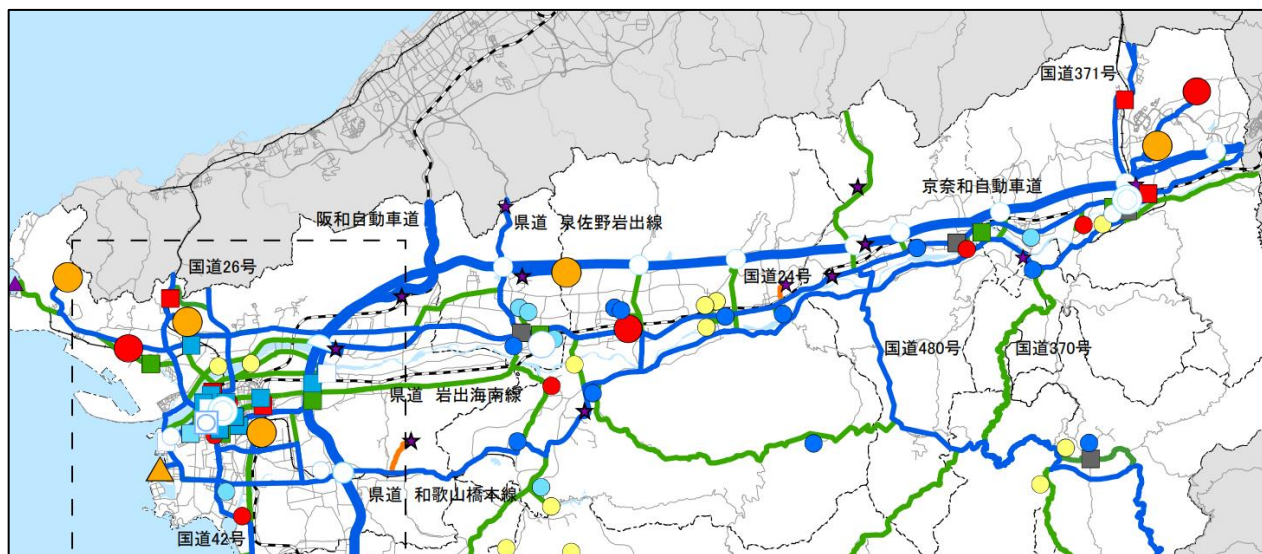 国道371号
京奈和自動車道
阪和自動車道
県道 泉佐野岩出線
国道26号
国道24号
国道480号
国道370号
県道 岩出海南線
県道 和歌山橋本線
国道42号